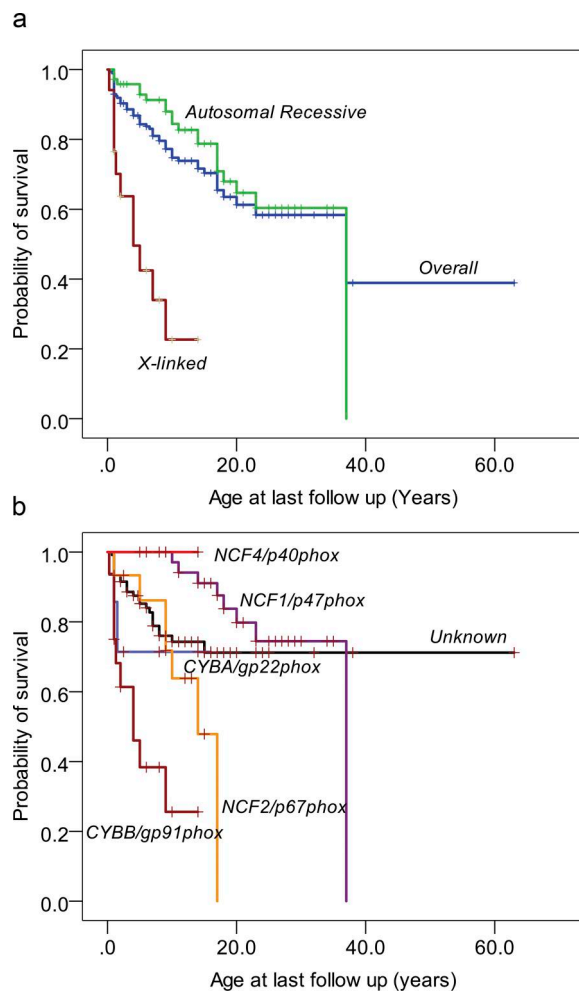 a
1.0
Autosomal Recessive
0.8
Probability of survival
0.6
0.4
Overall
X-linked
0.2
0.0
.0 20.0 40.0 60.0
Age at last follow up (Years)
b
1.0
NCF4/p40phox
NCF1/p47phox
0.8
Unknown
CYBA/gp22phox
Probability of survival
0.6
0.4
NCF2/p67phox
CYBB/gp91phox
0.2
0.0
.0 20.0 40.0 60.0
Age at last follow up (years)